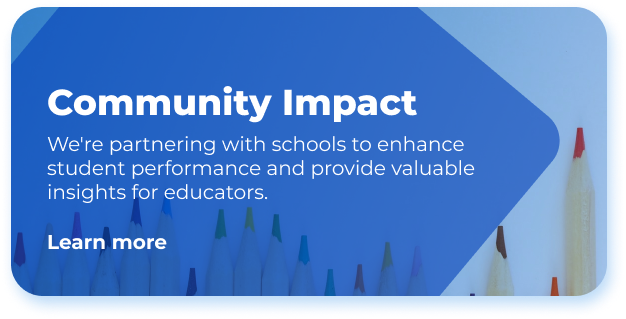 Community Impact
We're partnering with schools to enhance
student performance and provide valuable
insights for educators.
Learn more